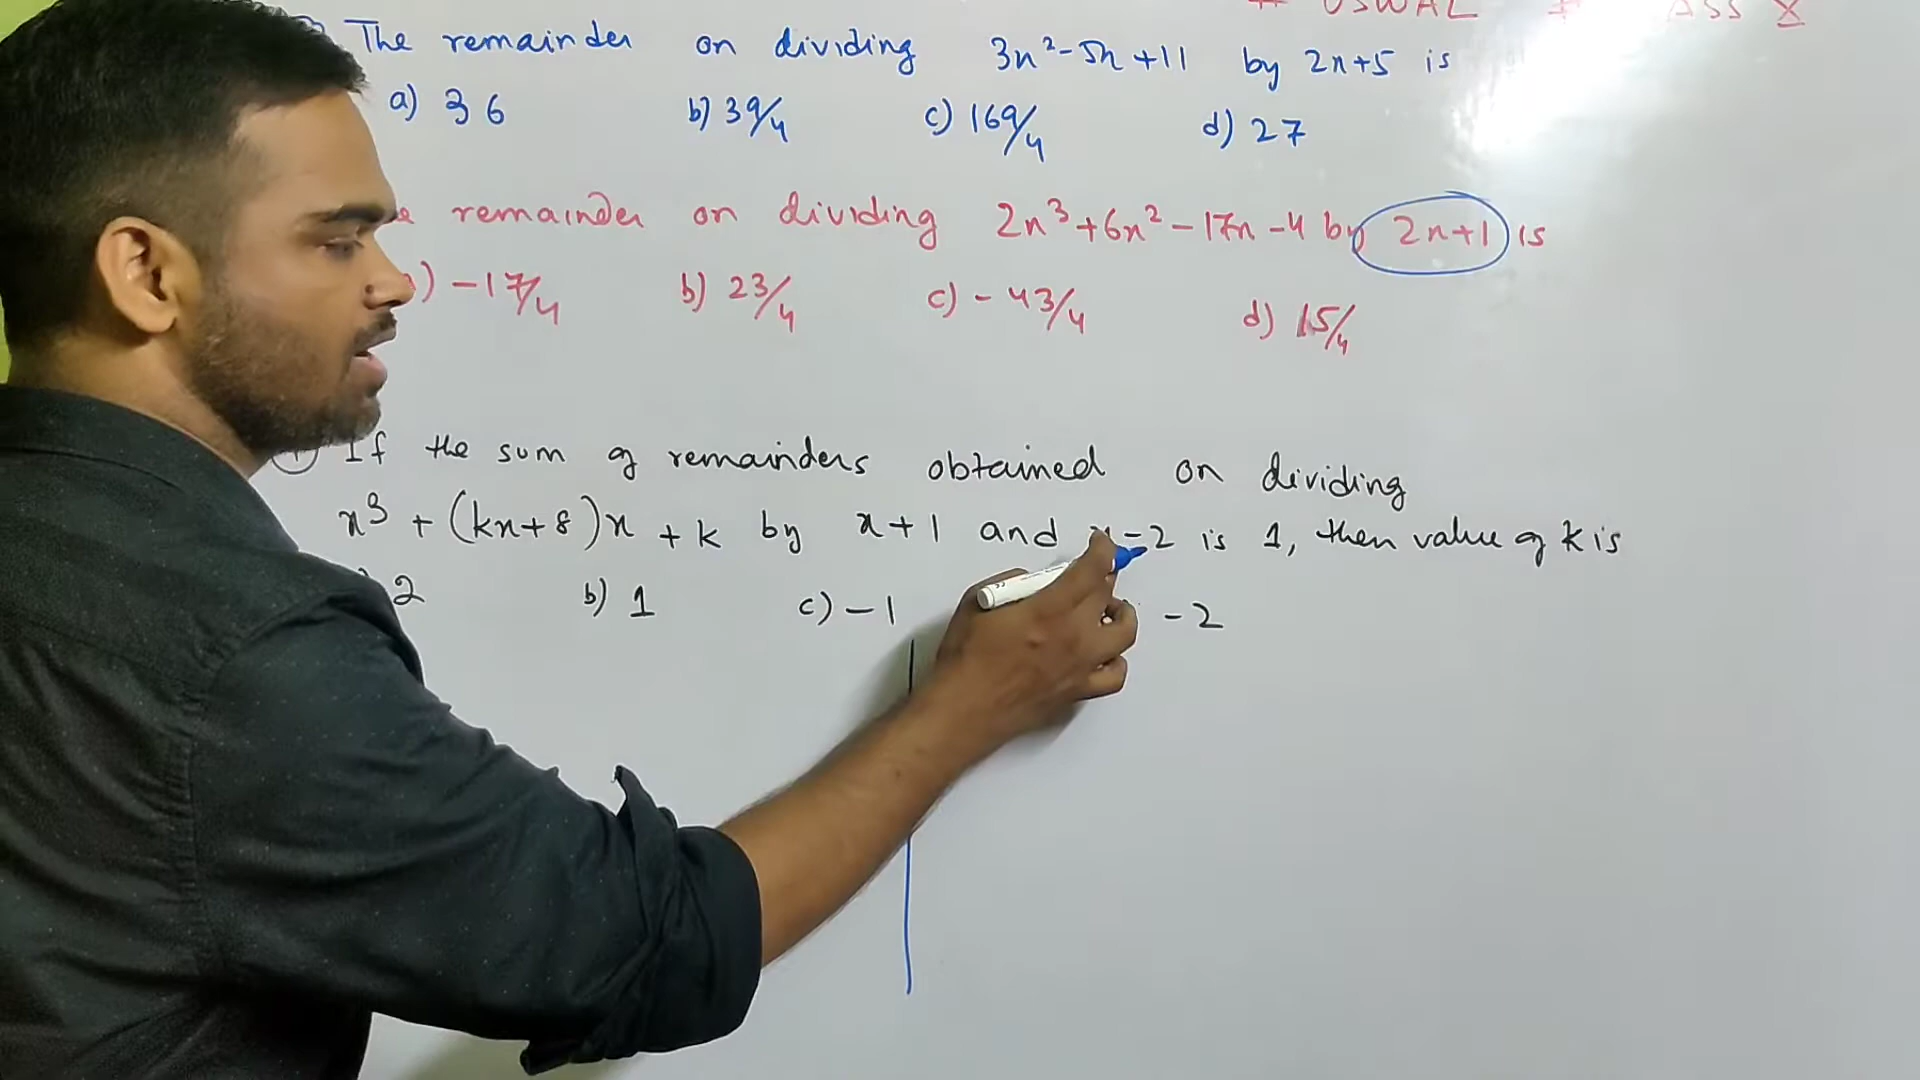 # OSWAL # ASS X
The remainder on dividing 3x²-5x+11 by 2x+5 is
a) 36 b) 39/4 c) 169/4 d) 27
remainder on dividing 2x³+6x²-17x-4 by 2x+1 is
) -17/4 b) 23/4 c) -43/4 d) 15/4
If the sum of remainders obtained on dividing
x³ + (kx+8)x + k by x+1 and x-2 is 1, then value of k is
2 b) 1 c) -1 -2